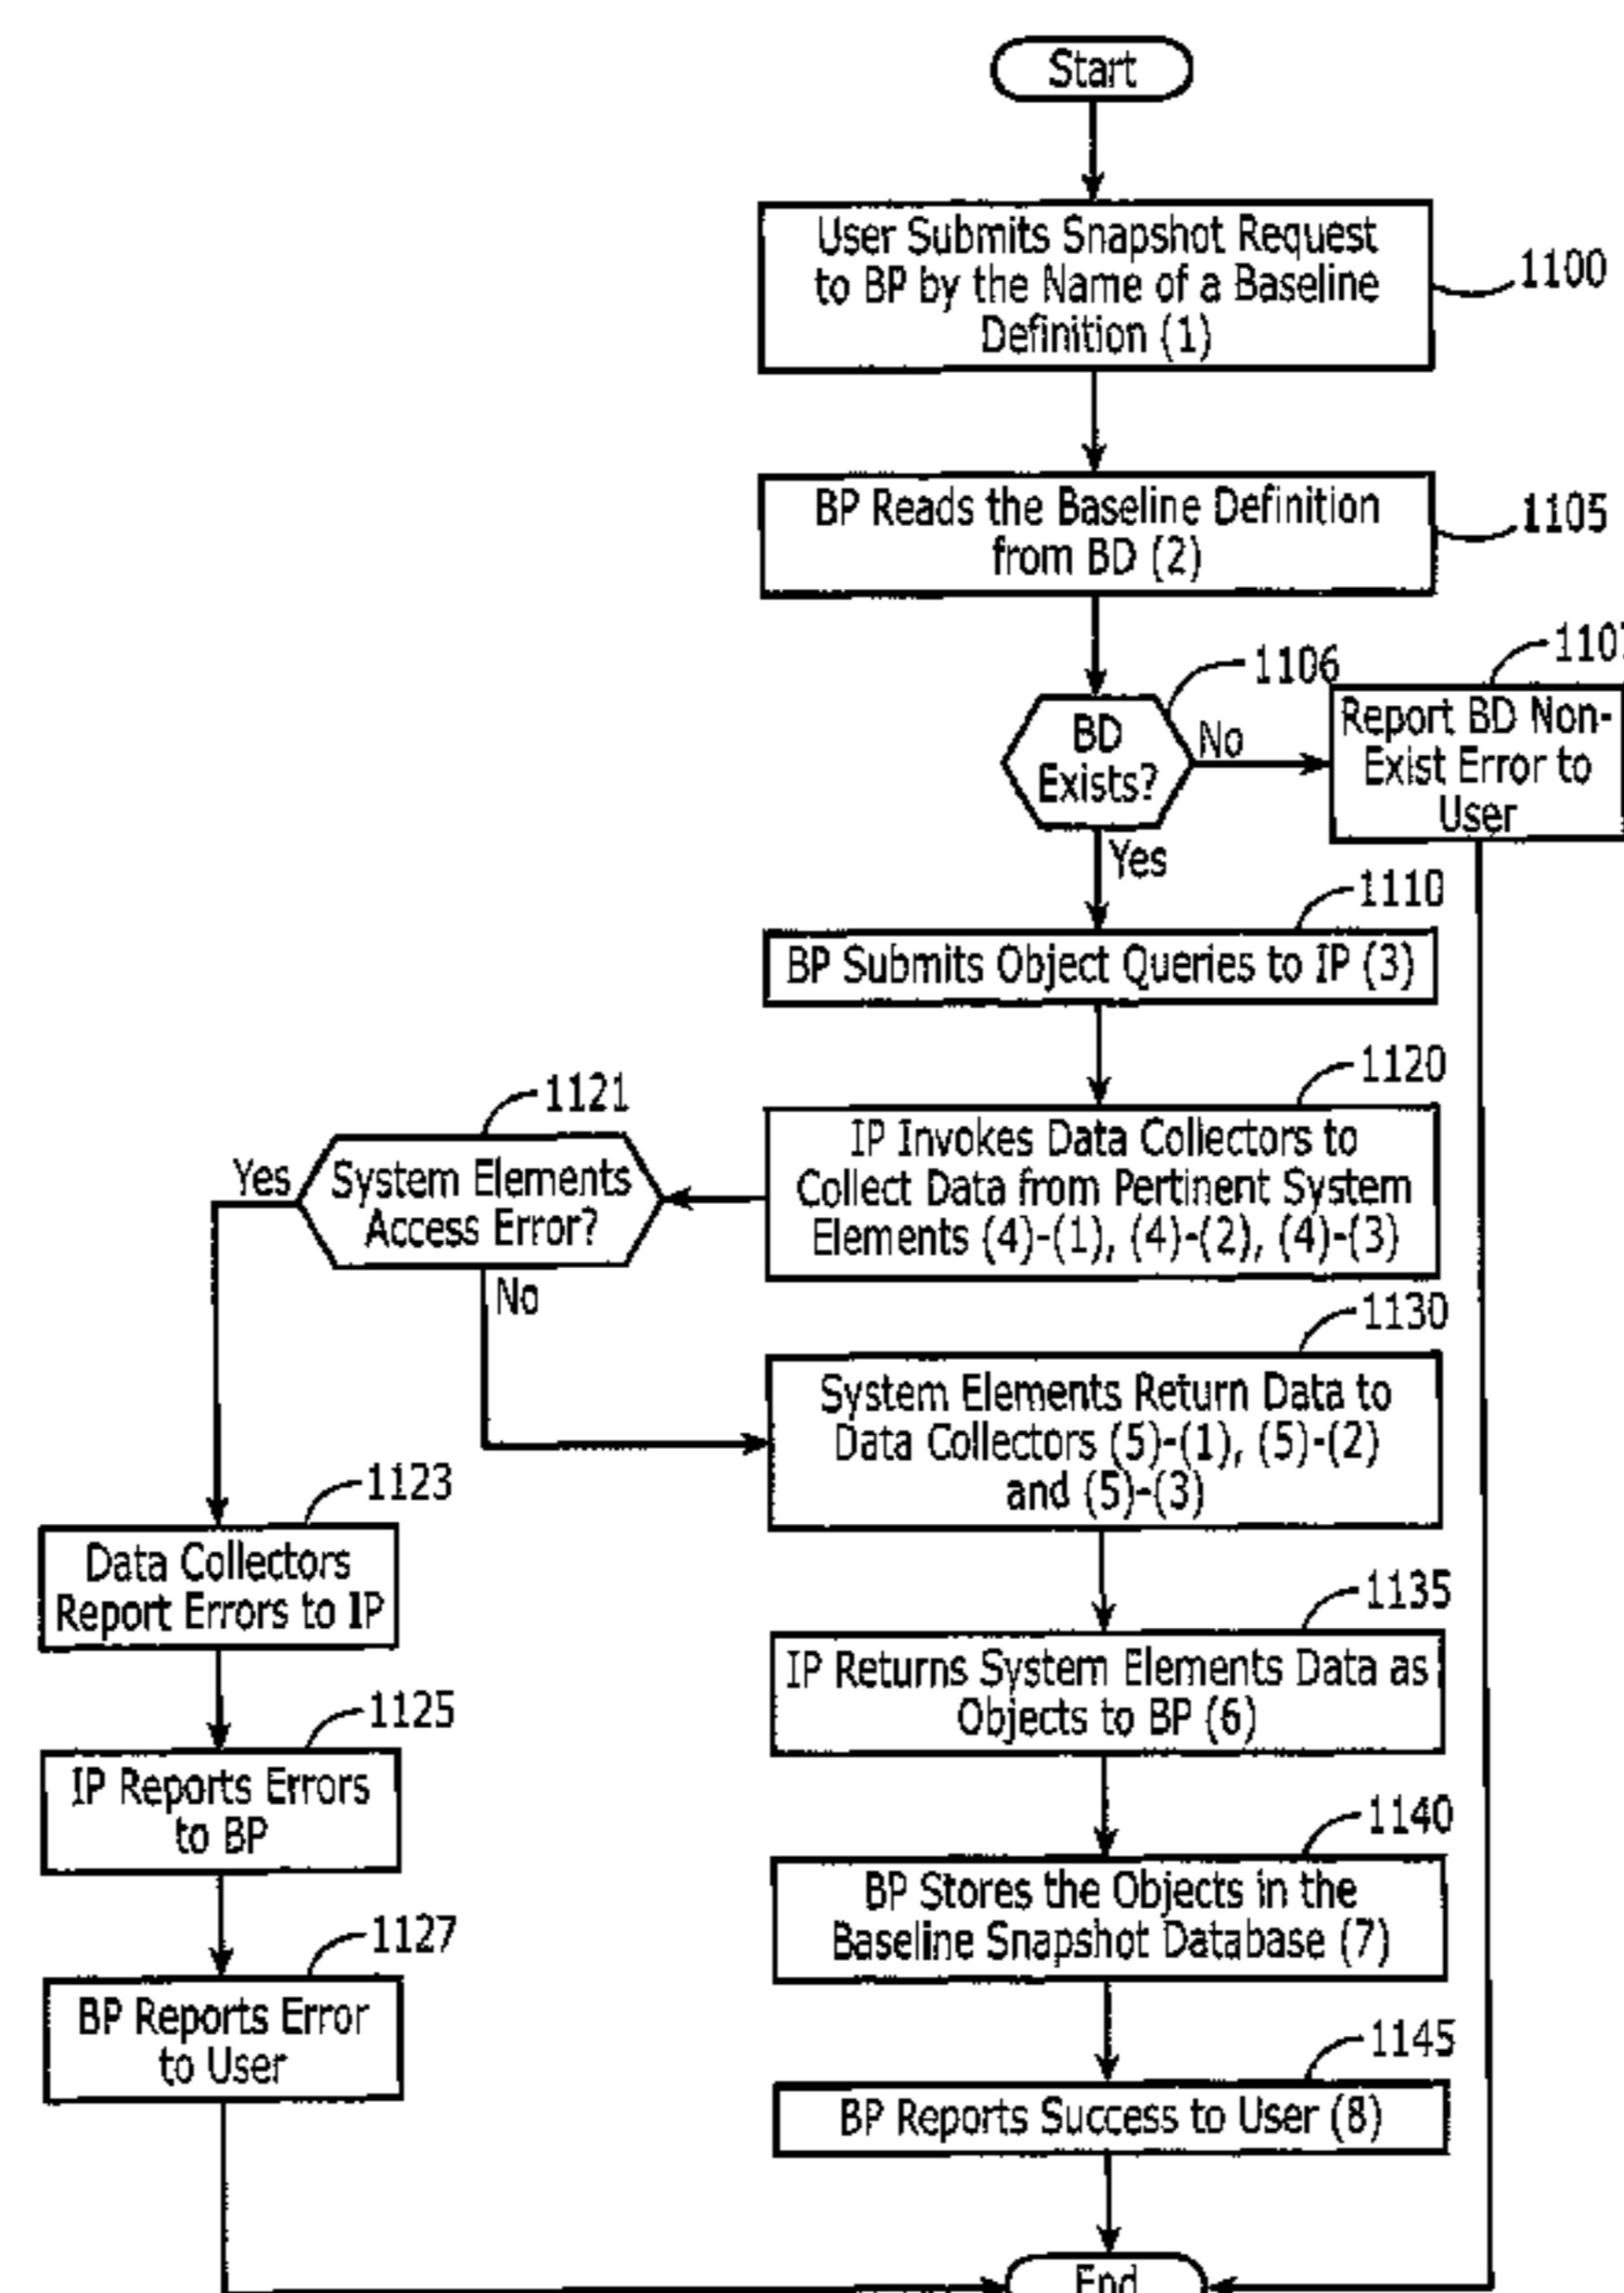 Start
User Submits Snapshot Request
to BP by the Name of a Baseline
Definition (1)
1100
BP Reads the Baseline Definition
from BD (2)
1105
1106
BD
Exists?
No
Yes
Report BD Non-
Exist Error to
User
1110
BP Submits Object Queries to IP (3)
1120
IP Invokes Data Collectors to
Collect Data from Pertinent System
Elements (4)-(1), (4)-(2), (4)-(3)
1121
System Elements
Access Error?
Yes
No
1130
System Elements Return Data to
Data Collectors (5)-(1), (5)-(2)
and (5)-(3)
1123
Data Collectors
Report Errors to IP
1135
IP Returns System Elements Data as
Objects to BP (6)
1125
IP Reports Errors
to BP
1140
BP Stores the Objects in the
Baseline Snapshot Database (7)
1127
BP Reports Error
to User
1145
BP Reports Success to User (8)
End